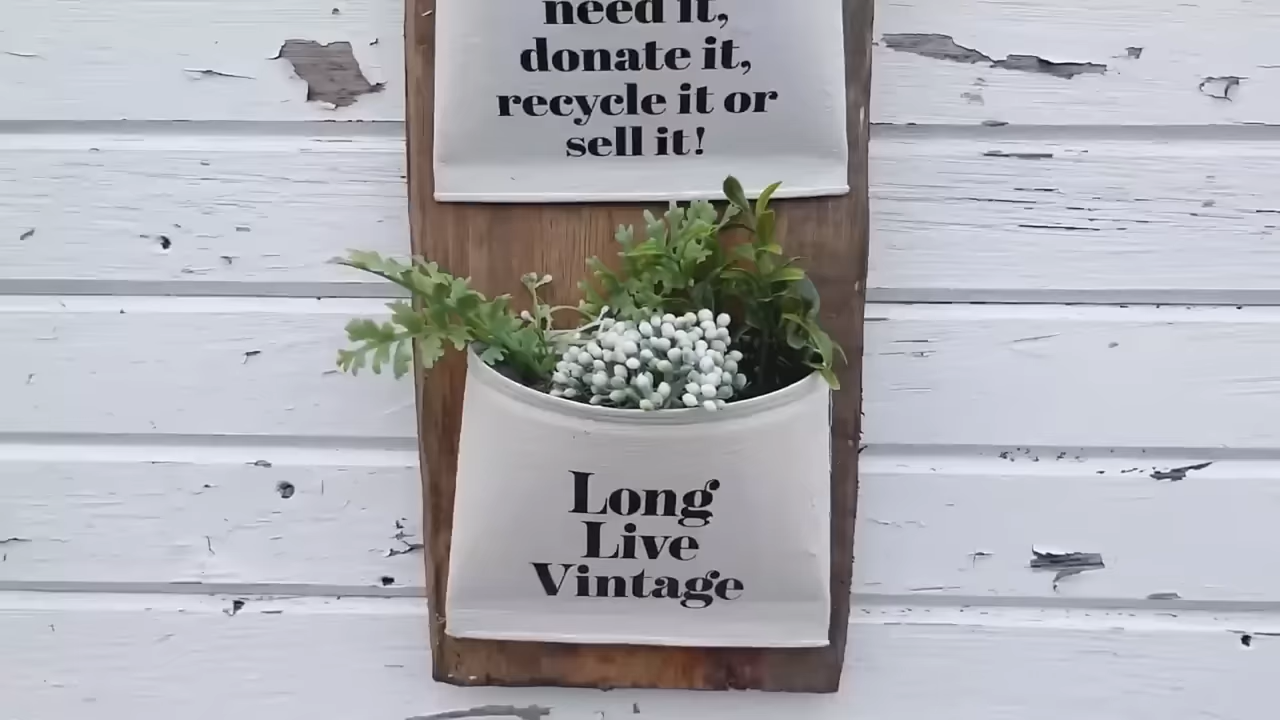 need it,
donate it,
recycle it or
sell it!
Long
Live
Vintage